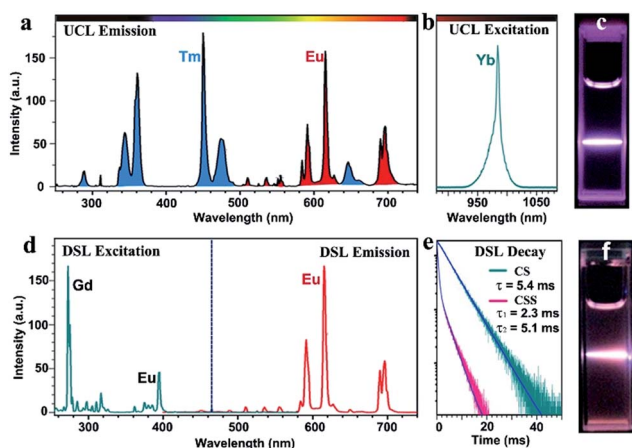 a UCL Emission
Tm
Eu
Intensity (a.u.)
150
100
50
0
300 400 500 600 700
Wavelength (nm)
b UCL Excitation
Yb
950 1000 1050
Wavelength (nm)
c
d DSL Excitation
DSL Emission
Gd
Eu
Eu
Intensity (a.u.)
150
100
50
0
300 400 500 600 700
Wavelength (nm)
e DSL Decay
CS
τ = 5.4 ms
CSS
τ1 = 2.3 ms
τ2 = 5.1 ms
0 20 40
Time (ms)
f